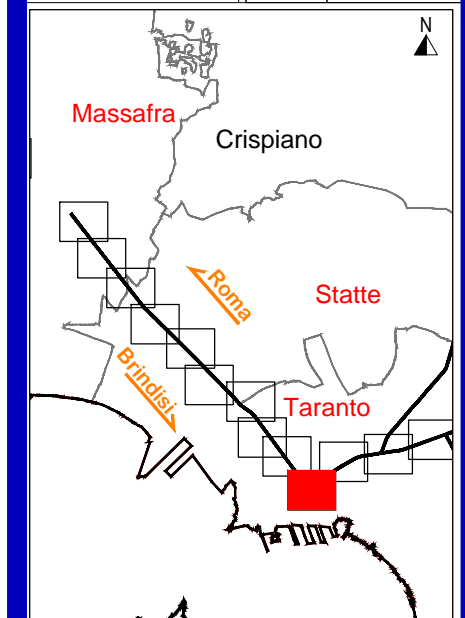 N
Massafra
Crispiano
Roma
Statte
Brindisi
Taranto